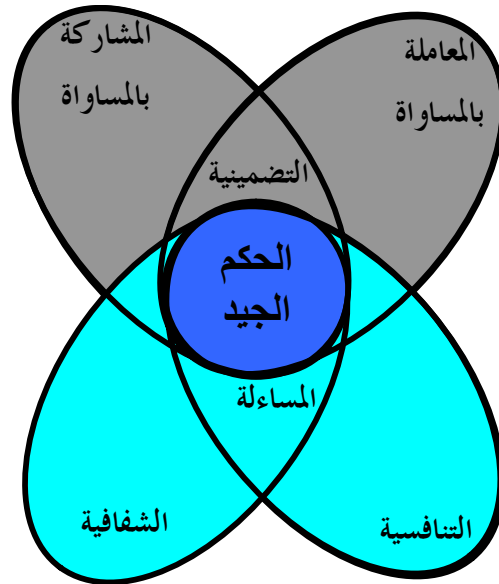 المشاركة
بالمساواة
المعاملة
بالمساواة
التضمينية
الحكم
الجيد
المساءلة
الشفافية
التنافسية